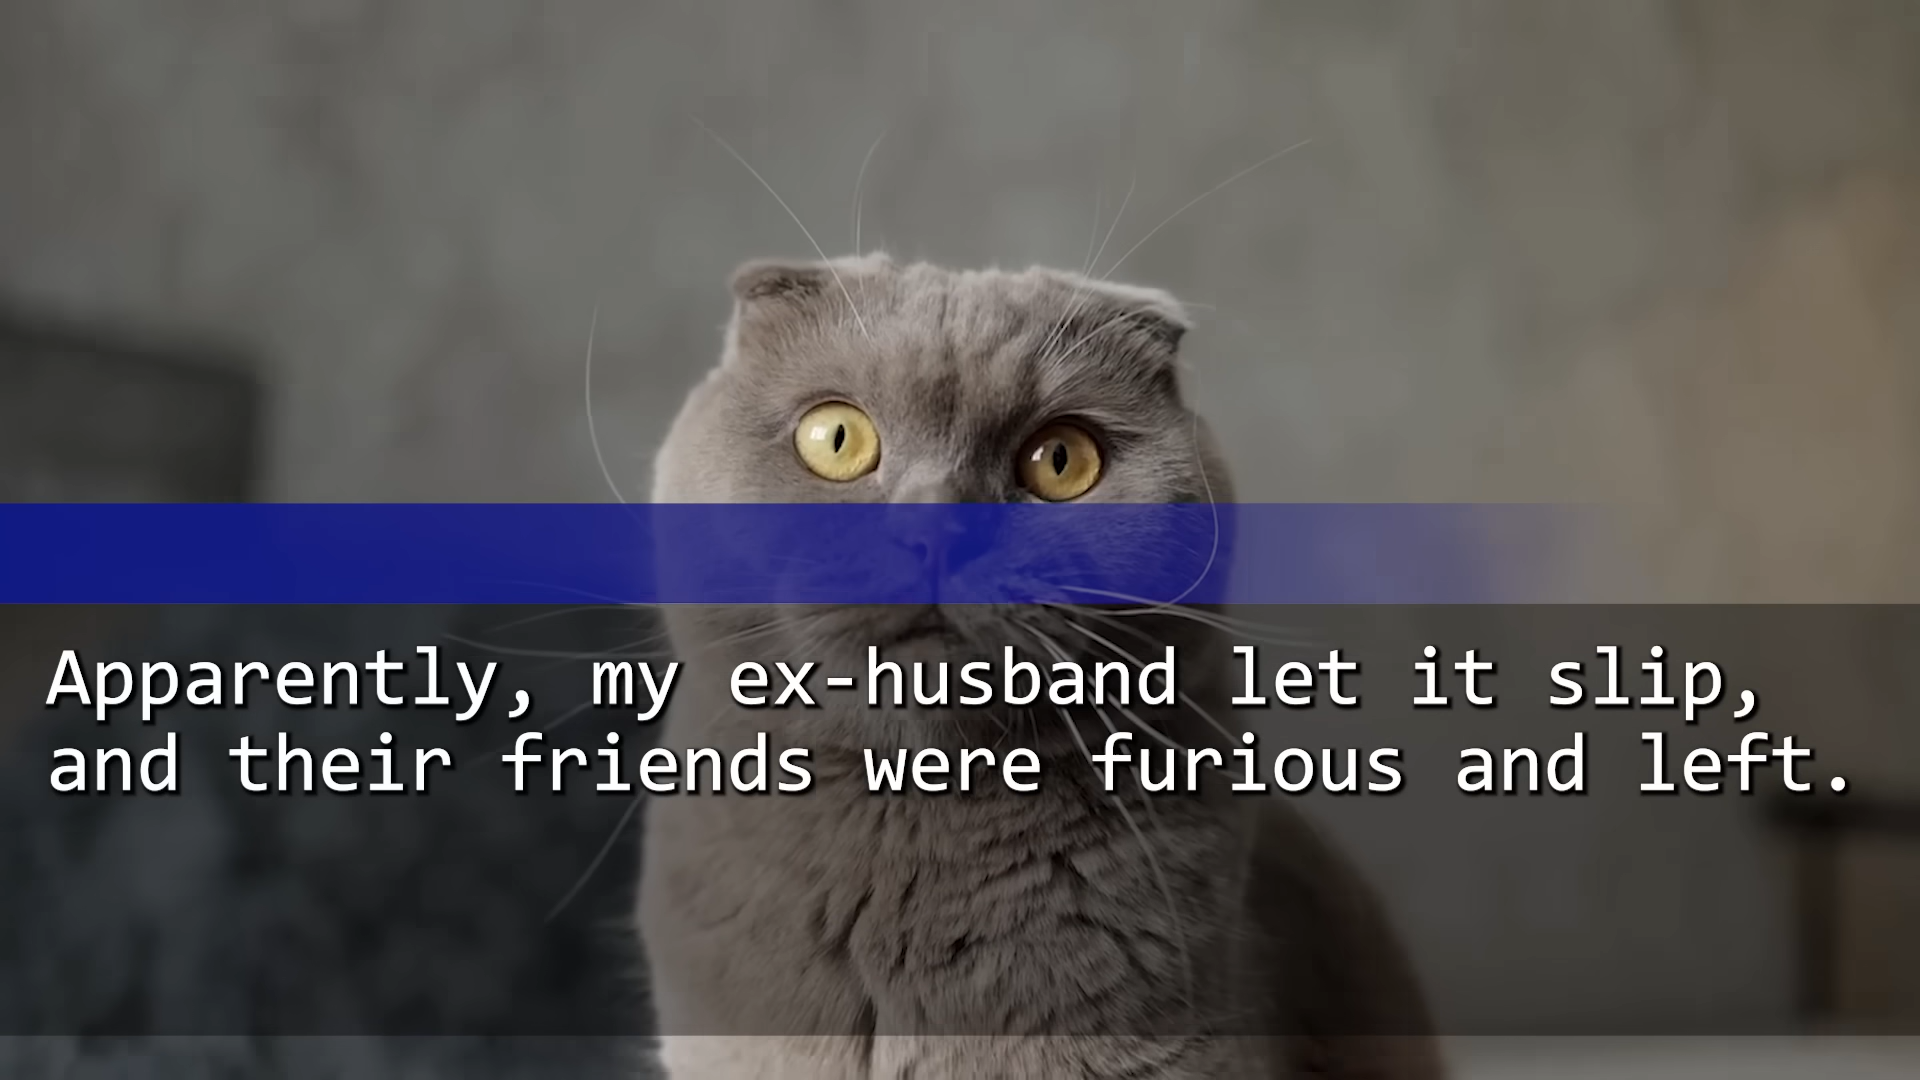 Apparently, my ex-husband let it slip,
and their friends were furious and left.